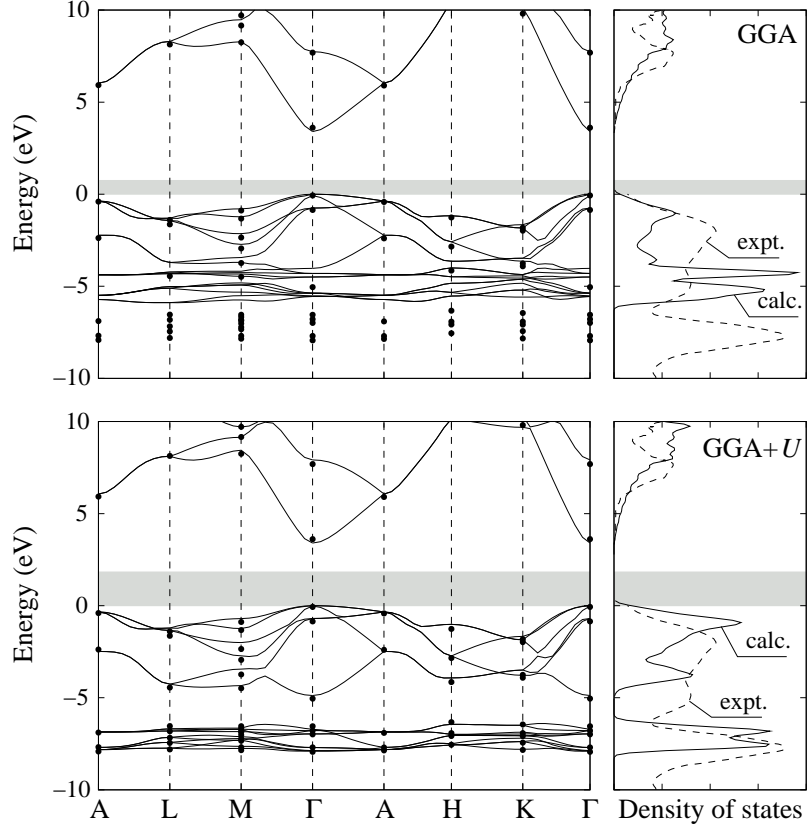 10
GGA
5
Energy (eV)
0
expt.
−5
calc.
−10
10
GGA+U
5
Energy (eV)
0
calc.
−5
expt.
−10
A L M Γ A H K Γ Density of states